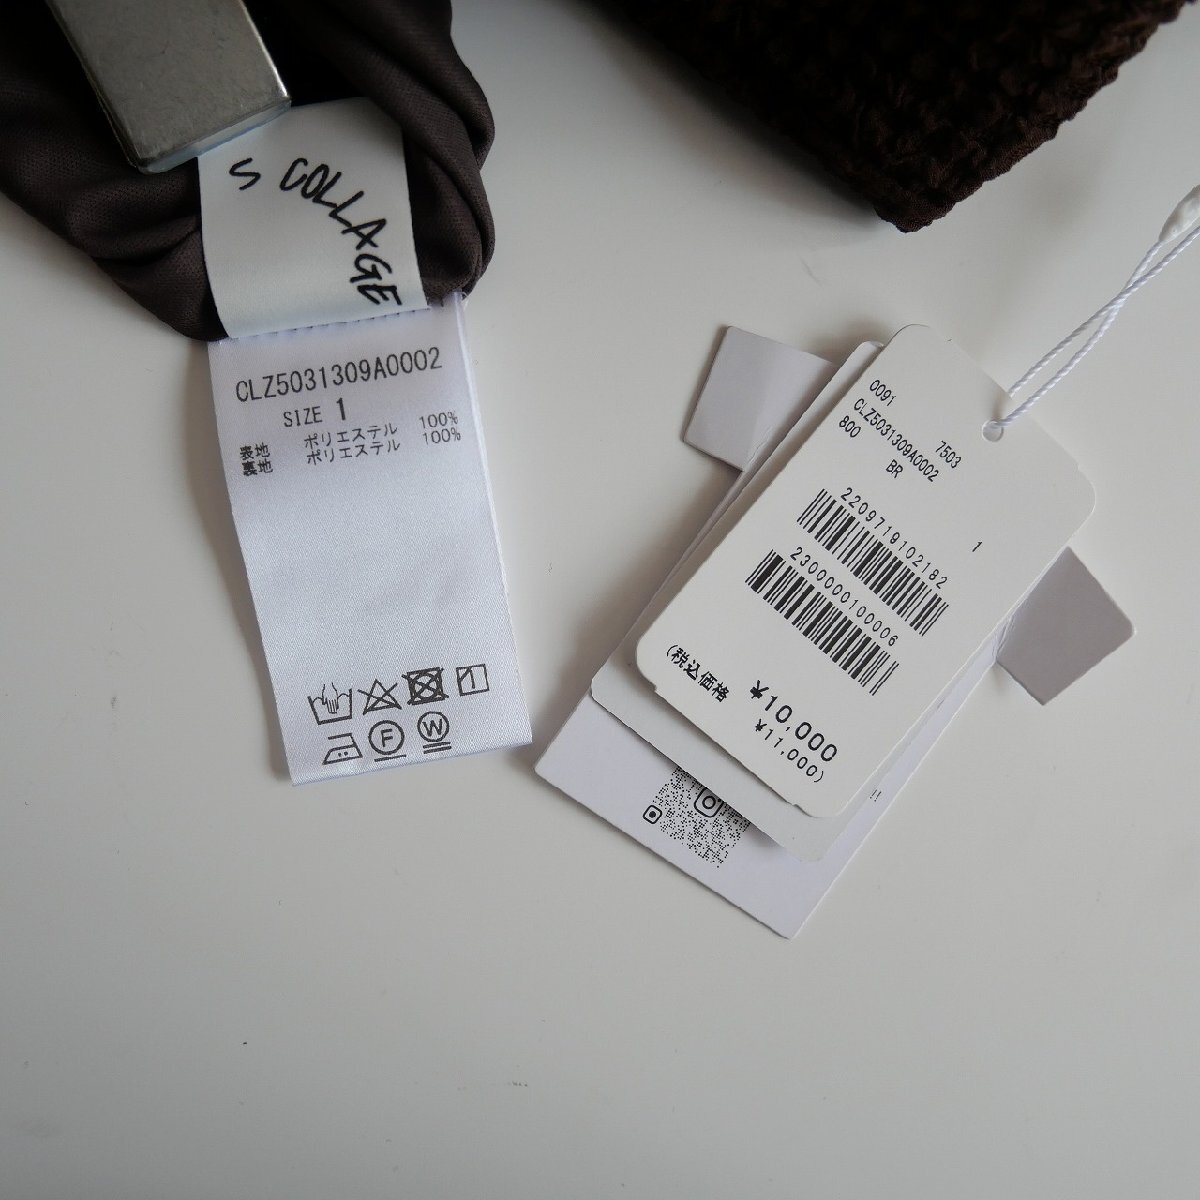 S COLLAGE
CLZ5031309A0002
SIZE 1
表地 ポリエステル 100%
裏地 ポリエステル 100%
1
F
W
0091 7503
CLZ5031309A0002
800 BR 1
2209719102182
2300000100006
¥10,000
(税込価格 ¥11,000)
!!